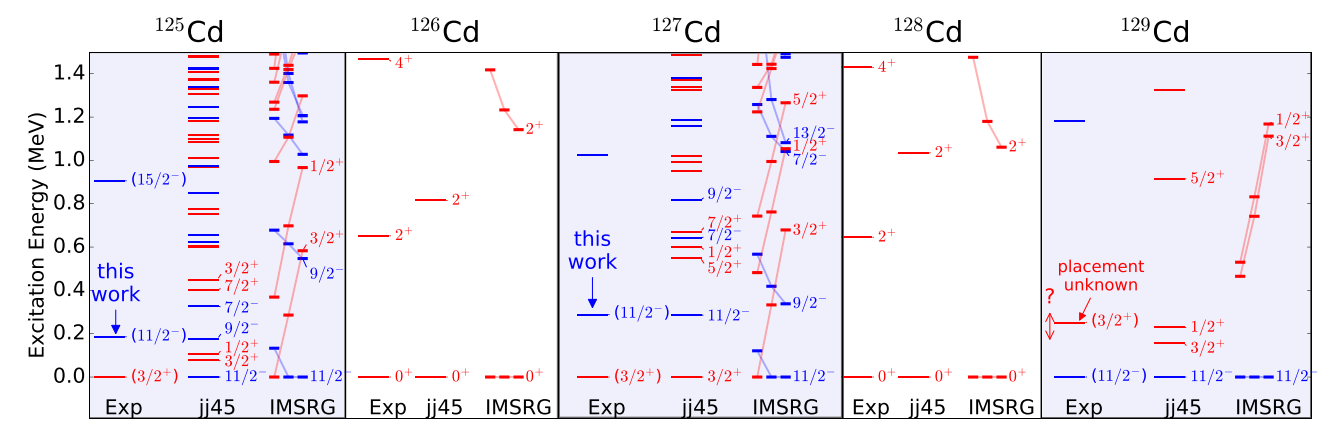 ¹²⁵Cd
¹²⁶Cd
¹²⁷Cd
¹²⁸Cd
¹²⁹Cd
Excitation Energy (MeV)
1.4
1.2
1.0
0.8
0.6
0.4
0.2
0.0
(15/2⁻)
this
work
(11/2⁻)
(3/2⁺)
3/2⁺
7/2⁺
7/2⁻
9/2⁻
1/2⁺
3/2⁺
11/2⁻
1/2⁺
3/2⁺
9/2⁻
11/2⁻
Exp
jj45
IMSRG
4⁺
2⁺
0⁺
2⁺
0⁺
2⁺
0⁺
Exp
jj45
IMSRG
this
work
(11/2⁻)
(3/2⁺)
9/2⁻
7/2⁺
7/2⁻
1/2⁺
5/2⁺
11/2⁻
3/2⁺
5/2⁺
13/2⁻
1/2⁺
7/2⁻
3/2⁺
9/2⁻
11/2⁻
Exp
jj45
IMSRG
4⁺
2⁺
0⁺
2⁺
0⁺
2⁺
0⁺
Exp
jj45
IMSRG
placement
unknown
?
(3/2⁺)
(11/2⁻)
5/2⁺
1/2⁺
3/2⁺
11/2⁻
1/2⁺
3/2⁺
11/2⁻
Exp
jj45
IMSRG